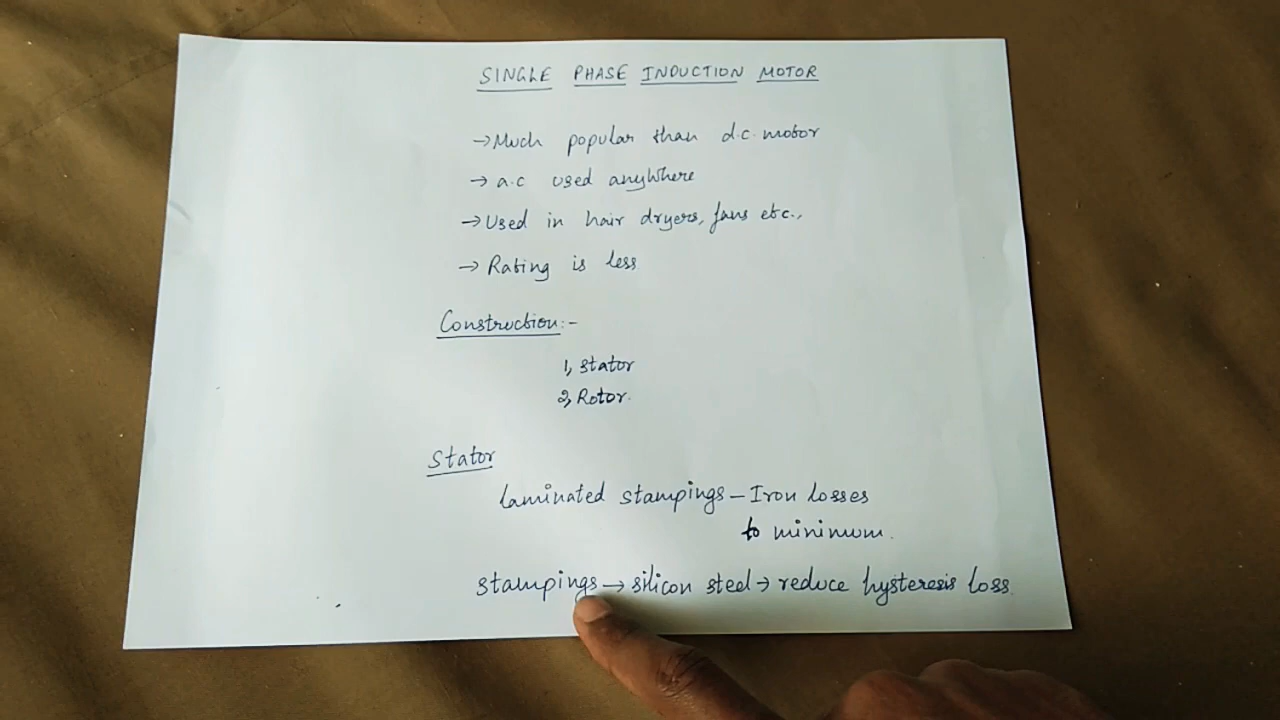 SINGLE PHASE INDUCTION MOTOR
→ Much popular than d.c. motor
→ a.c used anywhere
→ Used in hair dryers, fans etc.,
→ Rating is less
Construction:-
1, Stator
2, Rotor.
Stator
laminated stampings - Iron losses
to minimum.
stampings → silicon steel → reduce hysteresis loss.